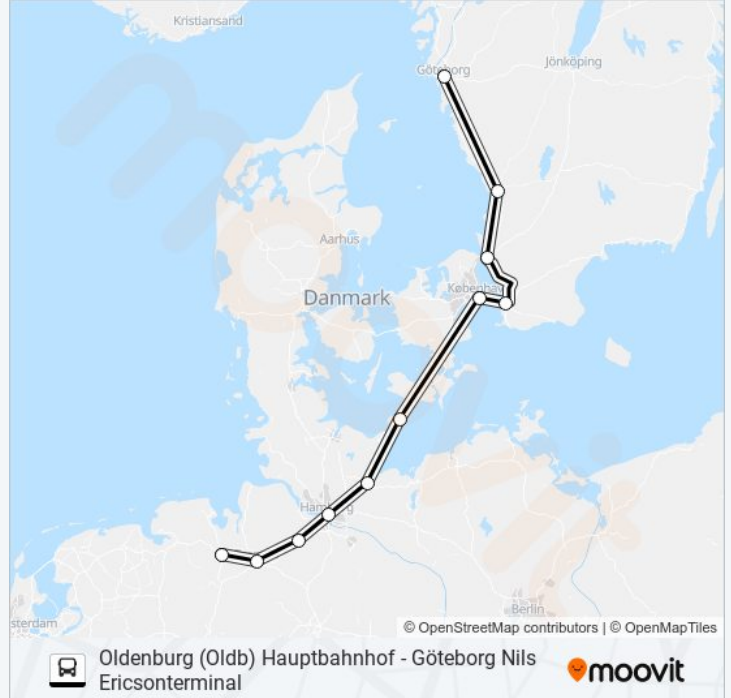 Kristiansand
Göteborg
Jönköping
Aarhus
København
Danmark
Hamburg
sterdam
Berlin
© OpenStreetMap contributors | © OpenMapTiles
Oldenburg (Oldb) Hauptbahnhof - Göteborg Nils
Ericsonterminal
moovit